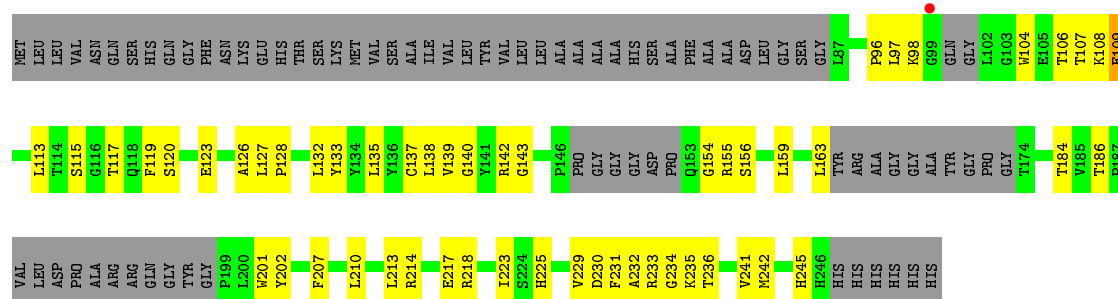 MET LEU LEU VAL ASN GLN SER HIS GLN GLY PHE ASN LYS GLU HIS THR SER LYS MET VAL SER ALA ILE VAL LEU TYR VAL LEU LEU ALA ALA ALA ALA HIS SER ALA PHE ALA ALA ASP LEU GLY SER GLY L87 P96 L97 K98 G99 GLN GLY L102 G103 W104 E105 T106 T107 K108
L113 T114 S115 G116 T117 Q118 F119 S120 E123 A126 L127 P128 L132 Y133 Y134 L135 Y136 C137 L138 V139 G140 Y141 R142 G143 P146 PRO GLY GLY GLY ASP PRO Q153 G154 R155 S156 L159 L163 TYR ARG ALA GLY GLY ALA TYR GLY PRO GLY T174 T184 V185 T186 P187
VAL LEU ASP PRO ALA ARG ARG GLN GLY TYR GLY P199 L200 W201 Y202 F207 L210 L213 R214 E217 R218 I223 S224 H225 V229 D230 F231 A232 R233 G234 K235 T236 V241 M242 H245 H246 HIS HIS HIS HIS HIS HIS